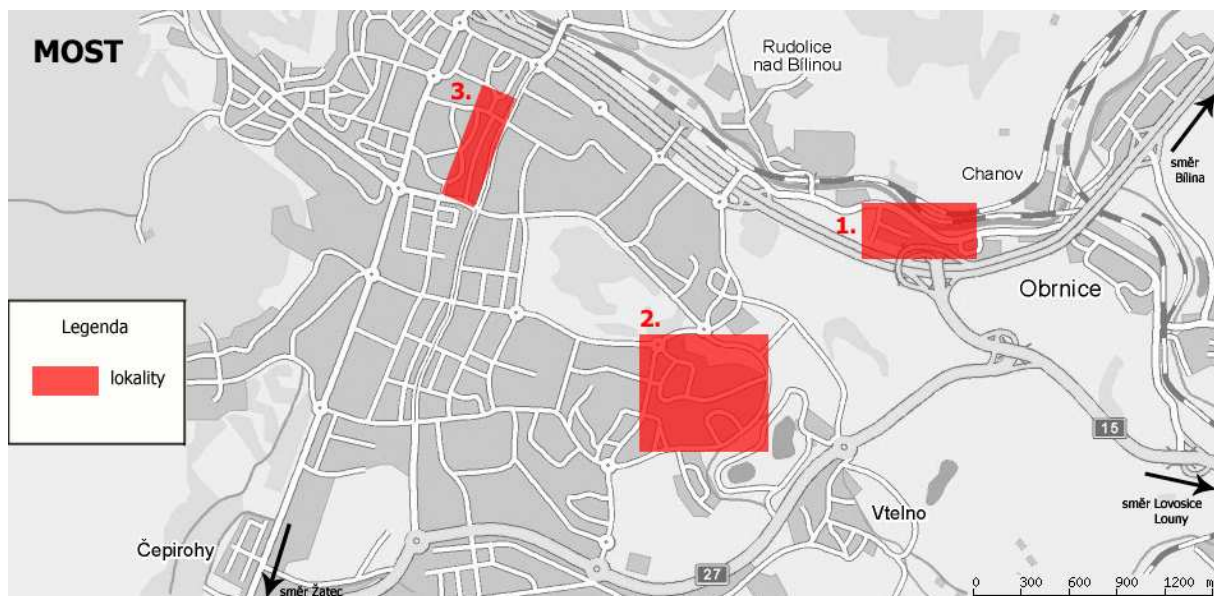 MOST
Rudolice
nad Bílinou
3.
směr
Bílina
Chanov
1.
Obrnice
Legenda
lokality
2.
15
směr Lovosice
Louny
Vtelno
Čepirohy
27
směr Žatec
0 300 600 900 1200 m